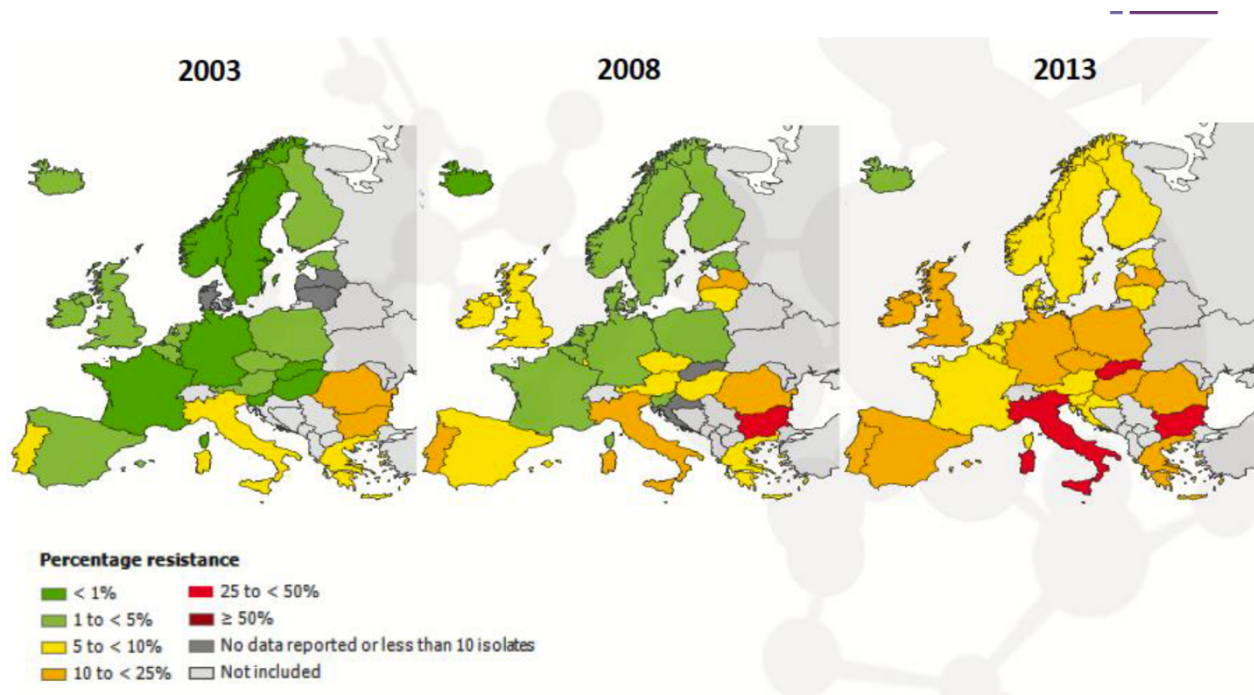 2003 2008 2013
Percentage resistance
< 1% 25 to < 50%
1 to < 5% ≥ 50%
5 to < 10% No data reported or less than 10 isolates
10 to < 25% Not included